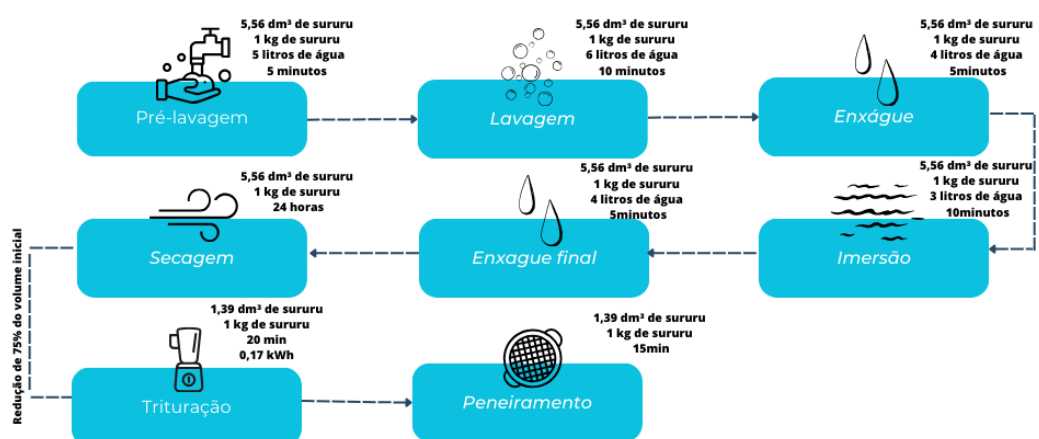 5,56 dm³ de sururu
1 kg de sururu
5 litros de água
5 minutos
Pré-lavagem
5,56 dm³ de sururu
1 kg de sururu
6 litros de água
10 minutos
Lavagem
5,56 dm³ de sururu
1 kg de sururu
4 litros de água
5minutos
Enxágue
5,56 dm³ de sururu
1 kg de sururu
3 litros de água
10minutos
Imersão
5,56 dm³ de sururu
1 kg de sururu
4 litros de água
5minutos
Enxague final
5,56 dm³ de sururu
1 kg de sururu
24 horas
Secagem
Redução de 75% do volume inicial
1,39 dm³ de sururu
1 kg de sururu
20 min
0,17 kWh
Trituração
1,39 dm³ de sururu
1 kg de sururu
15min
Peneiramento